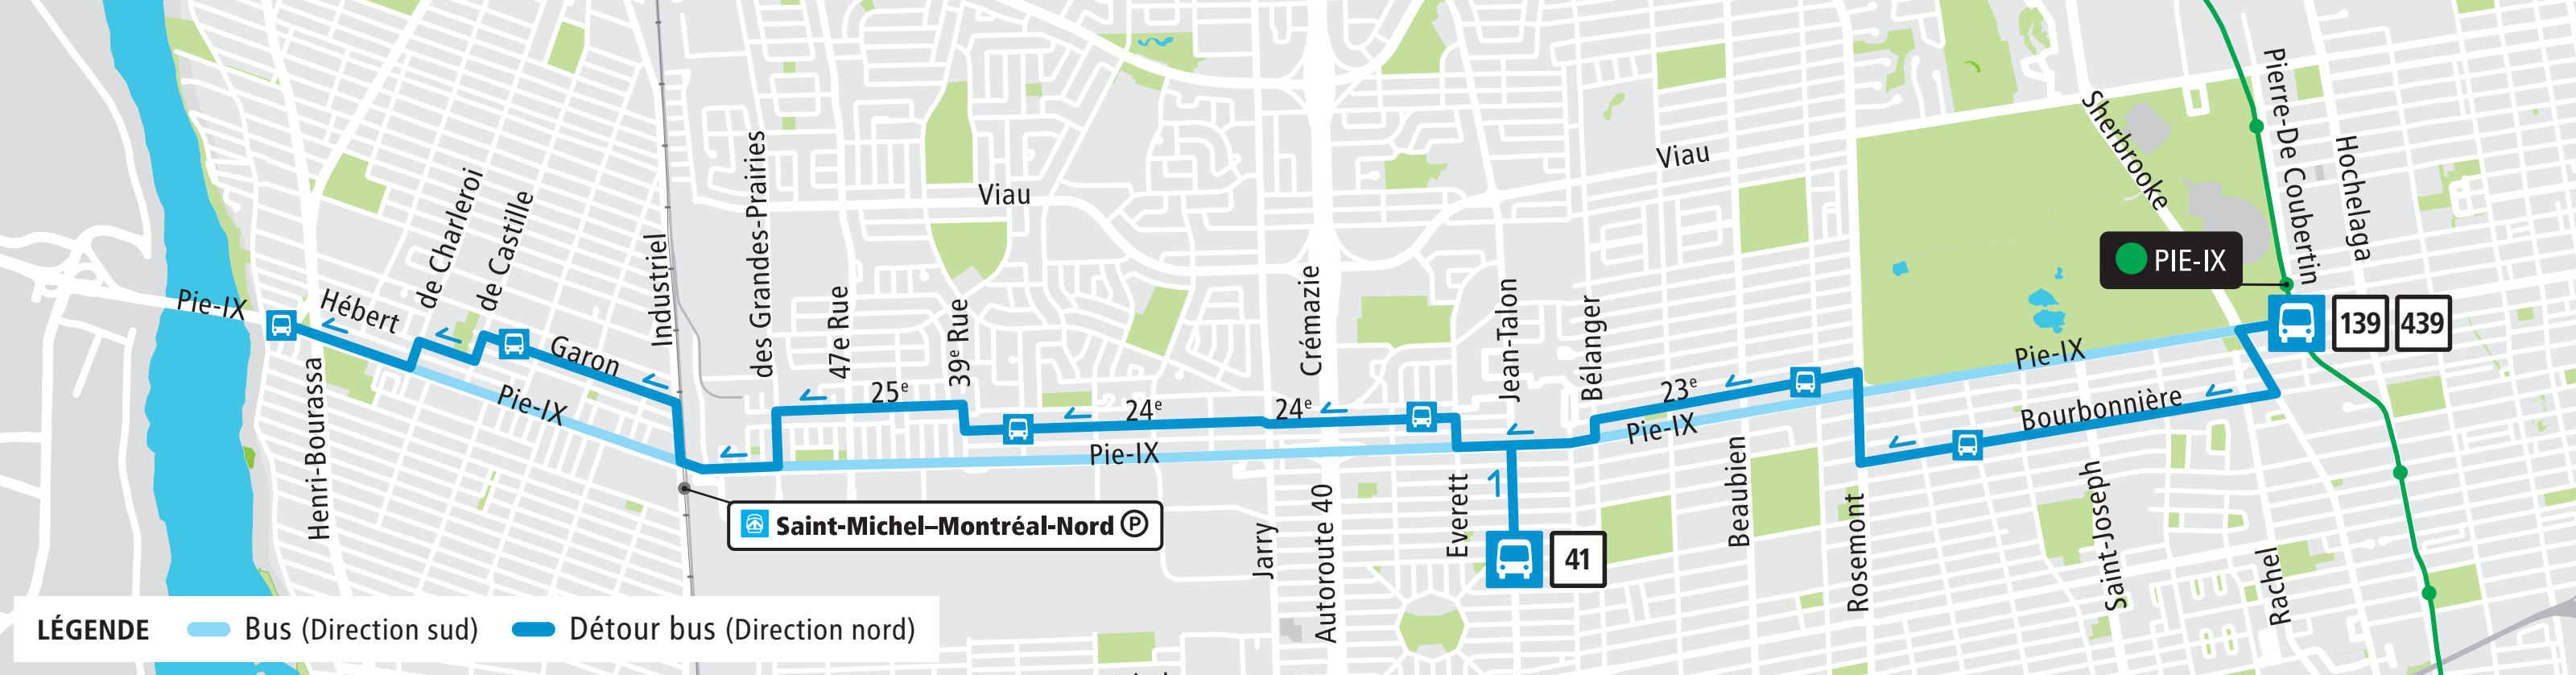 Pie-IX
Hébert
de Charleroi
de Castille
Garon
Pie-IX
Henri-Bourassa
Industriel
des Grandes-Prairies
47e Rue
39e Rue
25e
24e
24e
Viau
Pie-IX
Saint-Michel–Montréal-Nord P
Crémazie
Jarry
Autoroute 40
Everett
Jean-Talon
Bélanger
41
Viau
23e
Pie-IX
Beaubien
Rosemont
Pie-IX
Bourbonnière
Saint-Joseph
Rachel
Sherbrooke
Pierre-De Coubertin
Hochelaga
PIE-IX
139 439
LÉGENDE Bus (Direction sud) Détour bus (Direction nord)